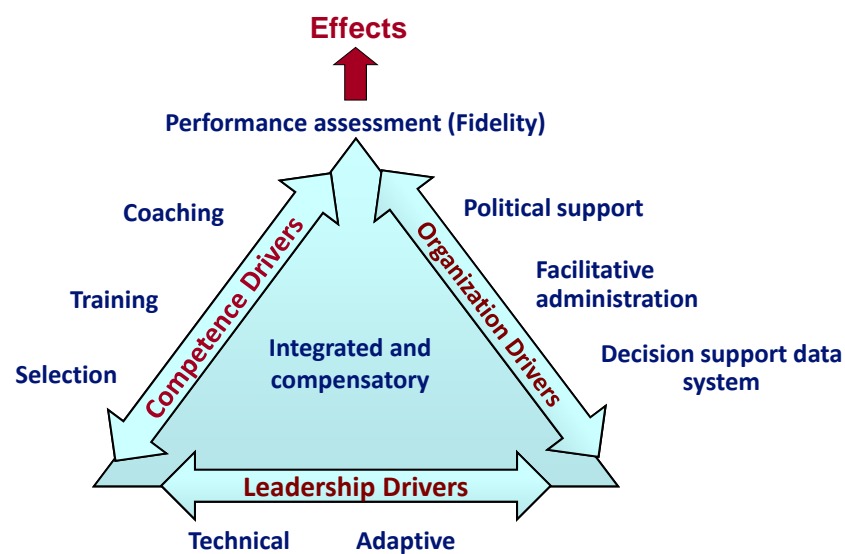 Effects
Performance assessment (Fidelity)
Coaching
Political support
Training
Facilitative
administration
Selection
Decision support data
system
Competence Drivers
Organization Drivers
Integrated and
compensatory
Leadership Drivers
Technical
Adaptive